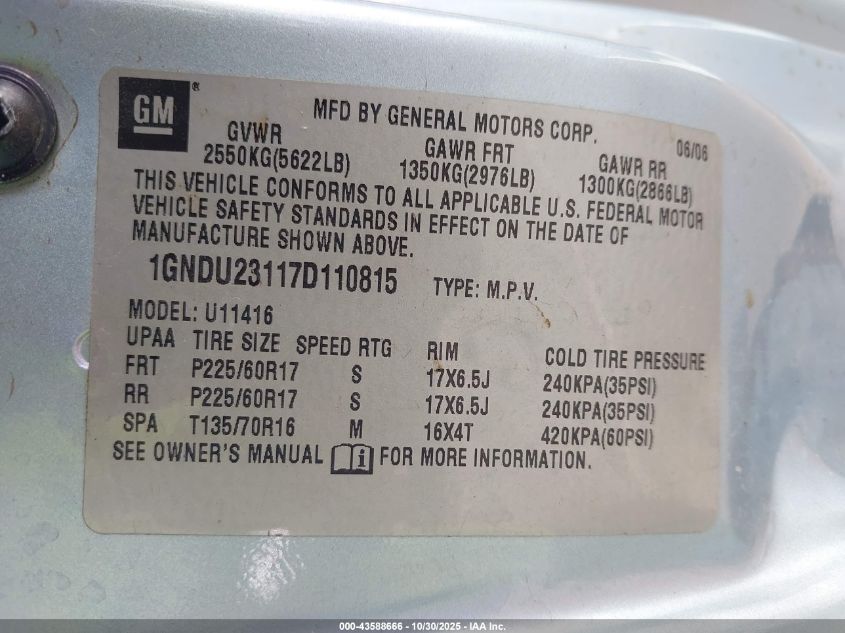 GM ®
MFD BY GENERAL MOTORS CORP. 06/06
GVWR GAWR FRT GAWR RR
2550KG(5622LB) 1350KG(2976LB) 1300KG(2866LB)
THIS VEHICLE CONFORMS TO ALL APPLICABLE U.S. FEDERAL MOTOR
VEHICLE SAFETY STANDARDS IN EFFECT ON THE DATE OF
MANUFACTURE SHOWN ABOVE.
1GNDU23117D110815 TYPE: M.P.V.
MODEL: U11416
UPAA TIRE SIZE SPEED RTG RIM COLD TIRE PRESSURE
FRT P225/60R17 S 17X6.5J 240KPA(35PSI)
RR P225/60R17 S 17X6.5J 240KPA(35PSI)
SPA T135/70R16 M 16X4T 420KPA(60PSI)
SEE OWNER'S MANUAL i FOR MORE INFORMATION.
000-43588666 - 10/30/2025 - IAA Inc.